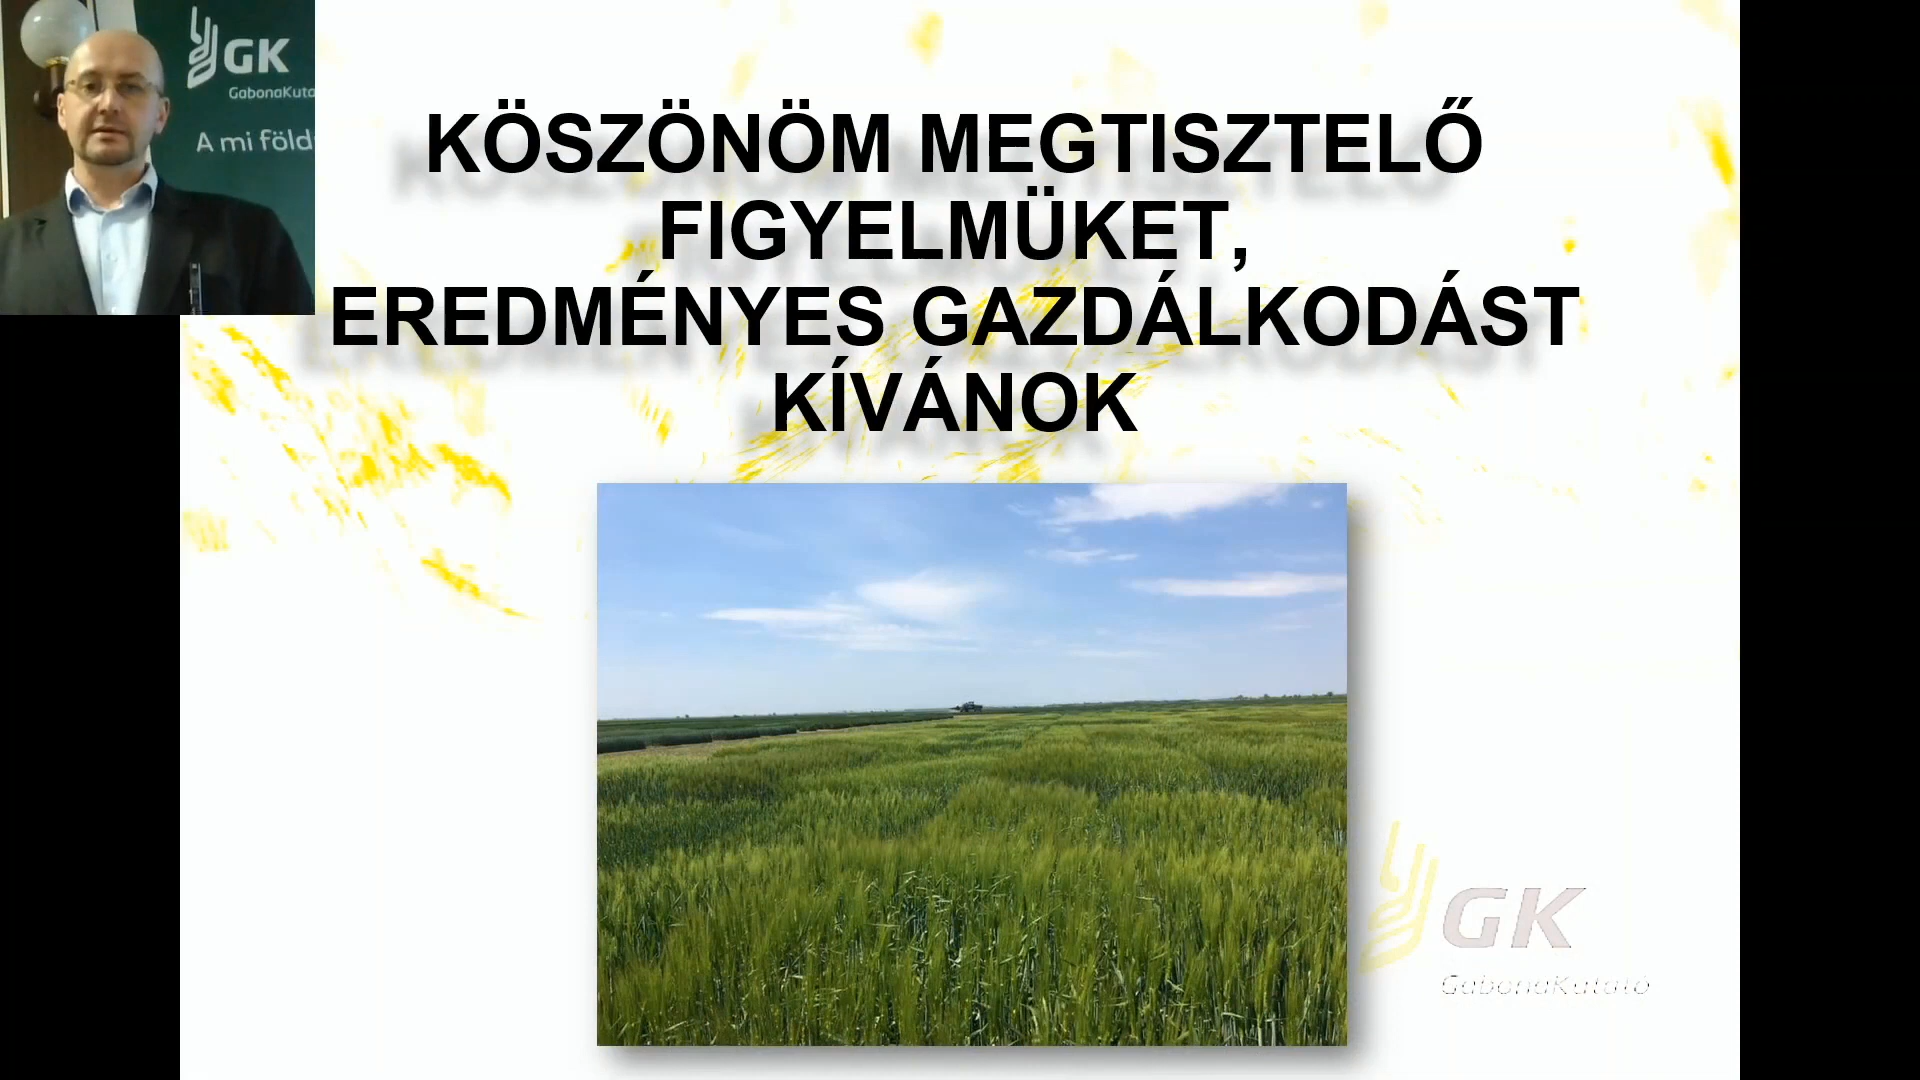 GK
GabonaKuta
A mi föld
KÖSZÖNÖM MEGTISZTELŐ
FIGYELMÜKET,
EREDMÉNYES GAZDÁLKODÁST
KÍVÁNOK
GK
GabonaKutató